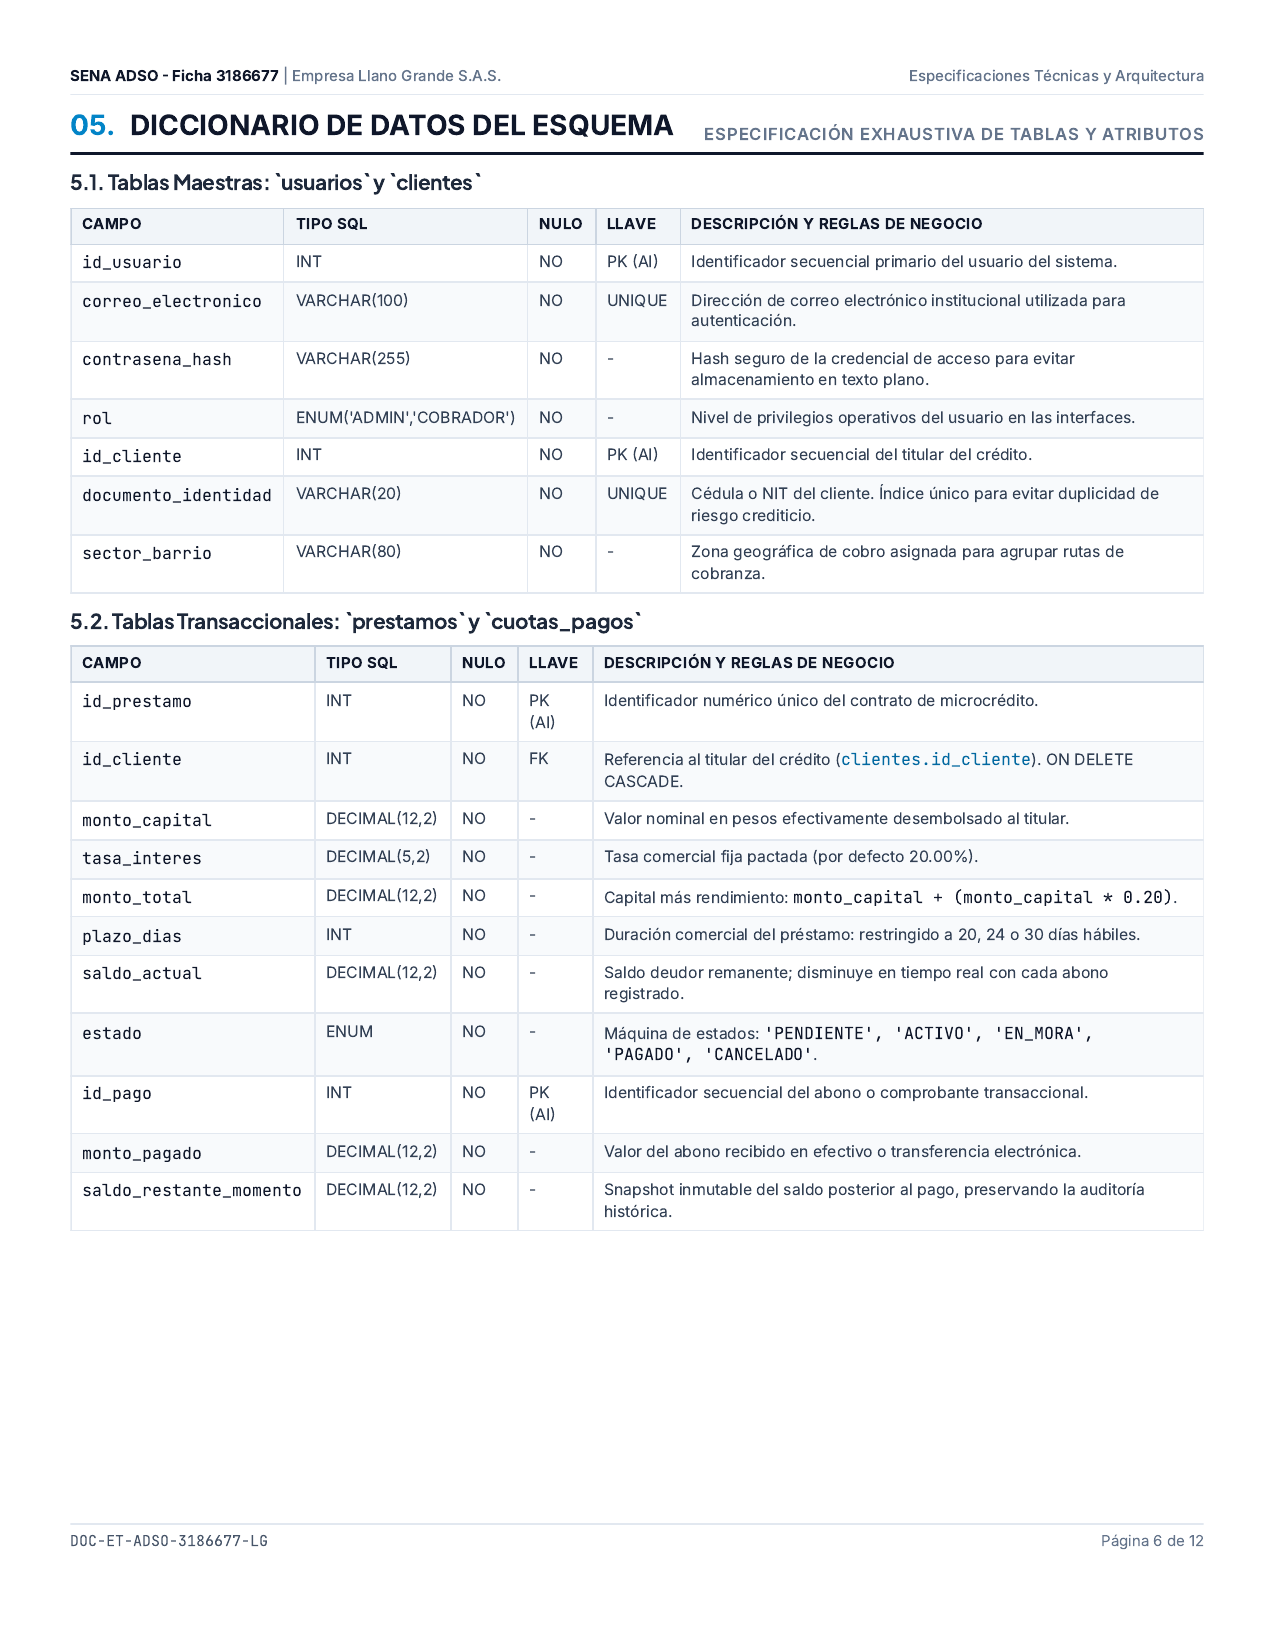 SENA ADSO - Ficha 3186677 | Empresa Llano Grande S.A.S. Especificaciones Técnicas y Arquitectura
05. DICCIONARIO DE DATOS DEL ESQUEMA ESPECIFICACIÓN EXHAUSTIVA DE TABLAS Y ATRIBUTOS
5.1. Tablas Maestras: `usuarios` y `clientes`
CAMPO TIPO SQL NULO LLAVE DESCRIPCIÓN Y REGLAS DE NEGOCIO
id_usuario INT NO PK (AI) Identificador secuencial primario del usuario del sistema.
correo_electronico VARCHAR(100) NO UNIQUE Dirección de correo electrónico institucional utilizada para
autenticación.
contrasena_hash VARCHAR(255) NO - Hash seguro de la credencial de acceso para evitar
almacenamiento en texto plano.
rol ENUM('ADMIN','COBRADOR') NO - Nivel de privilegios operativos del usuario en las interfaces.
id_cliente INT NO PK (AI) Identificador secuencial del titular del crédito.
documento_identidad VARCHAR(20) NO UNIQUE Cédula o NIT del cliente. Índice único para evitar duplicidad de
riesgo crediticio.
sector_barrio VARCHAR(80) NO - Zona geográfica de cobro asignada para agrupar rutas de
cobranza.
5.2. Tablas Transaccionales: `prestamos` y `cuotas_pagos`
CAMPO TIPO SQL NULO LLAVE DESCRIPCIÓN Y REGLAS DE NEGOCIO
id_prestamo INT NO PK Identificador numérico único del contrato de microcrédito.
(AI)
id_cliente INT NO FK Referencia al titular del crédito (clientes.id_cliente). ON DELETE
CASCADE.
monto_capital DECIMAL(12,2) NO - Valor nominal en pesos efectivamente desembolsado al titular.
tasa_interes DECIMAL(5,2) NO - Tasa comercial fija pactada (por defecto 20.00%).
monto_total DECIMAL(12,2) NO - Capital más rendimiento: monto_capital + (monto_capital * 0.20).
plazo_dias INT NO - Duración comercial del préstamo: restringido a 20, 24 o 30 días hábiles.
saldo_actual DECIMAL(12,2) NO - Saldo deudor remanente; disminuye en tiempo real con cada abono
registrado.
estado ENUM NO - Máquina de estados: 'PENDIENTE', 'ACTIVO', 'EN_MORA',
'PAGADO', 'CANCELADO'.
id_pago INT NO PK Identificador secuencial del abono o comprobante transaccional.
(AI)
monto_pagado DECIMAL(12,2) NO - Valor del abono recibido en efectivo o transferencia electrónica.
saldo_restante_momento DECIMAL(12,2) NO - Snapshot inmutable del saldo posterior al pago, preservando la auditoría
histórica.
DOC-ET-ADSO-3186677-LG Página 6 de 12